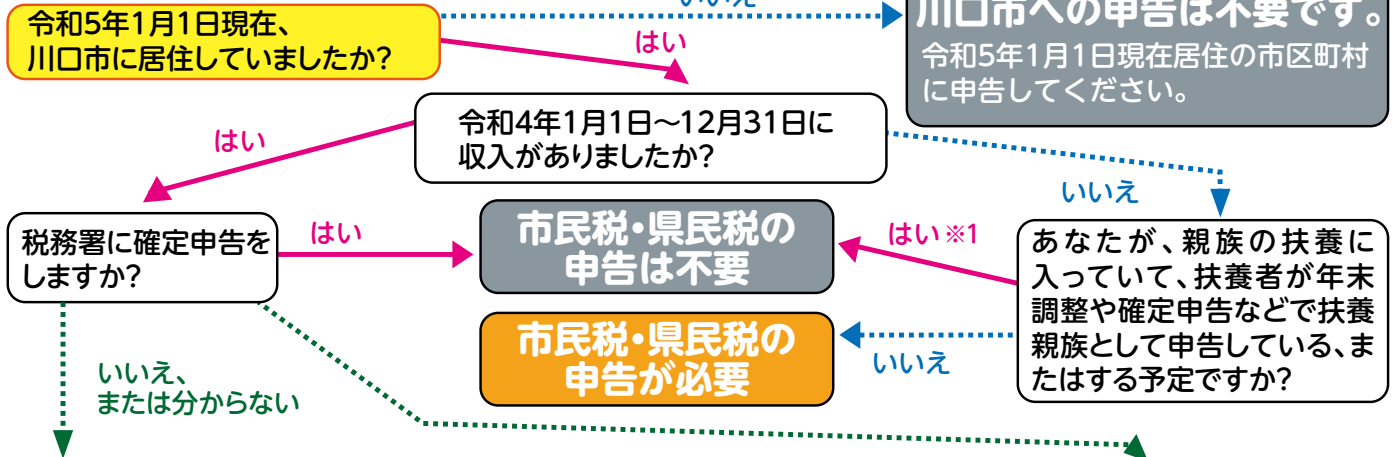 いいえ
令和5年1月1日現在、
川口市に居住していましたか?
川口市への申告は不要です。
令和5年1月1日現在居住の市区町村
に申告してください。
はい
令和4年1月1日～12月31日に
収入がありましたか?
はい
いいえ
税務署に確定申告を
しますか?
はい
市民税・県民税の
申告は不要
はい※1
あなたが、親族の扶養に
入っていて、扶養者が年末
調整や確定申告などで扶養
親族として申告している、ま
たはする予定ですか?
市民税・県民税の
申告が必要
いいえ
いいえ、
または分からない